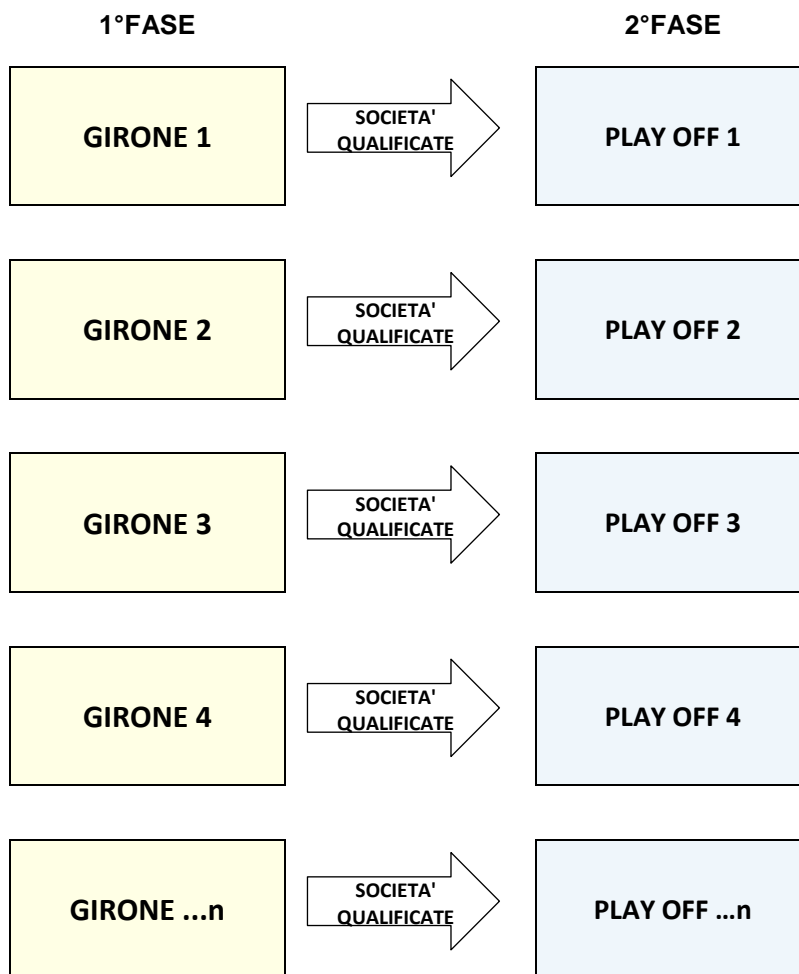 1°FASE
2°FASE
GIRONE 1
SOCIETA'
QUALIFICATE
PLAY OFF 1
GIRONE 2
SOCIETA'
QUALIFICATE
PLAY OFF 2
GIRONE 3
SOCIETA'
QUALIFICATE
PLAY OFF 3
GIRONE 4
SOCIETA'
QUALIFICATE
PLAY OFF 4
GIRONE ...n
SOCIETA'
QUALIFICATE
PLAY OFF ...n